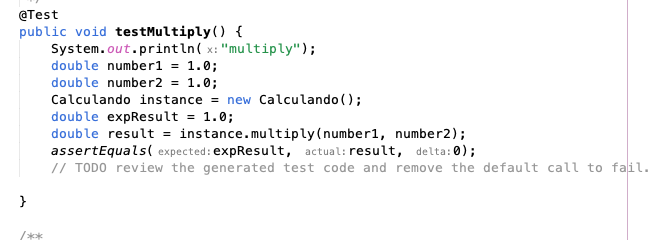 @Test
public void testMultiply() {
System.out.println( x: "multiply");
double number1 = 1.0;
double number2 = 1.0;
Calculando instance = new Calculando();
double expResult = 1.0;
double result = instance.multiply(number1, number2);
assertEquals( expected: expResult, actual: result, delta: 0);
// TODO review the generated test code and remove the default call to fail.
}
/**